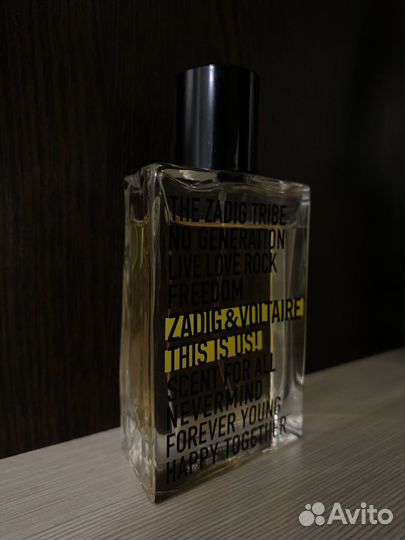 THE ZADIG TRIBE
NO GENERATION
LIVE LOVE ROCK
FREEDOM
ZADIG&VOLTAIRE
THIS IS US!
SCENT FOR ALL
NEVERMIND
FOREVER YOUNG
HAPPY TOGETHER
Avito